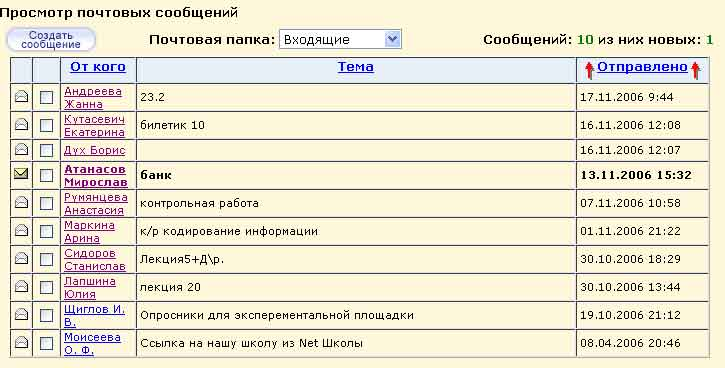 Просмотр почтовых сообщений
Создать
сообщение
Почтовая папка: Входящие
Сообщений: 10 из них новых: 1
От кого Тема Отправлено
Андреева
Жанна
23.2 17.11.2006 9:44
Кутасевич
Екатерина
билетик 10 16.11.2006 12:08
Дух Борис 16.11.2006 12:07
Атанасов
Мирослав
банк 13.11.2006 15:32
Румянцева
Анастасия
контрольная работа 07.11.2006 10:58
Маркина
Арина
к/р кодирование информации 01.11.2006 21:22
Сидоров
Станислав
Лекция5+Д\р. 30.10.2006 18:29
Лапшина
Юлия
лекция 20 30.10.2006 13:44
Щиглов И.
В.
Опросники для эксперементальной площадки 19.10.2006 21:12
Моисеева
О. Ф.
Ссылка на нашу школу из Net Школы 08.04.2006 20:46